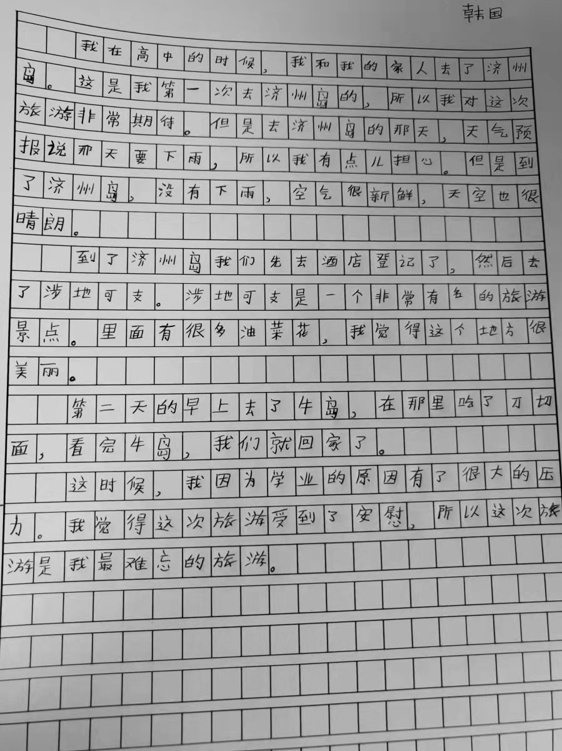 韩国
我在高中的时候，我和我的家人去了济州
岛。这是我第一次去济州岛的，所以我对这次
旅游非常期待。但是去济州岛的那天，天气预
报说那天要下雨，所以我有点儿担心。但是到
了济州岛，没有下雨，空气很新鲜，天空也很
晴朗。
到了济州岛我们先去酒店登记了，然后去
了涉地可支。涉地可支是一个非常有名的旅游
景点。里面有很多油菜花，我觉得这个地方很
美丽。
第二天的早上去了牛岛，在那里吃了刀切
面，看完牛岛，我们就回家了。
这时候，我因为学业的原因有了很大的压
力。我觉得这次旅游受到了安慰，所以这次旅
游是我最难忘的旅游。